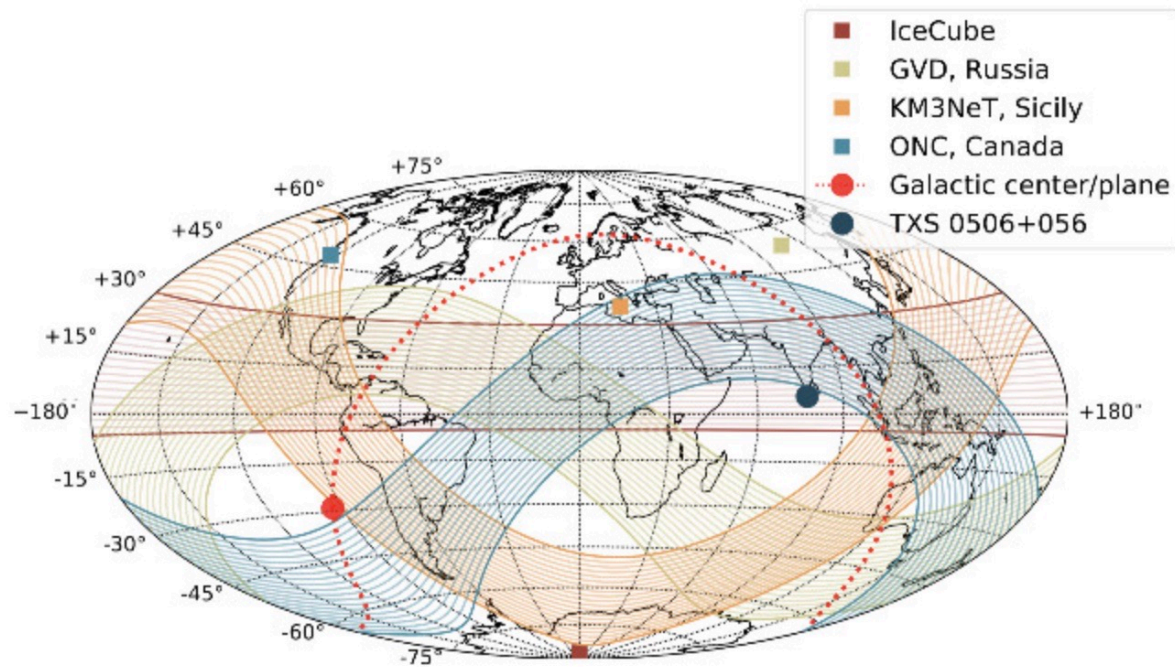 IceCube
GVD, Russia
KM3NeT, Sicily
ONC, Canada
Galactic center/plane
TXS 0506+056
+75°
+60°
+45°
+30°
+15°
−180°
+180°
-15°
-30°
-45°
-60°
-75°